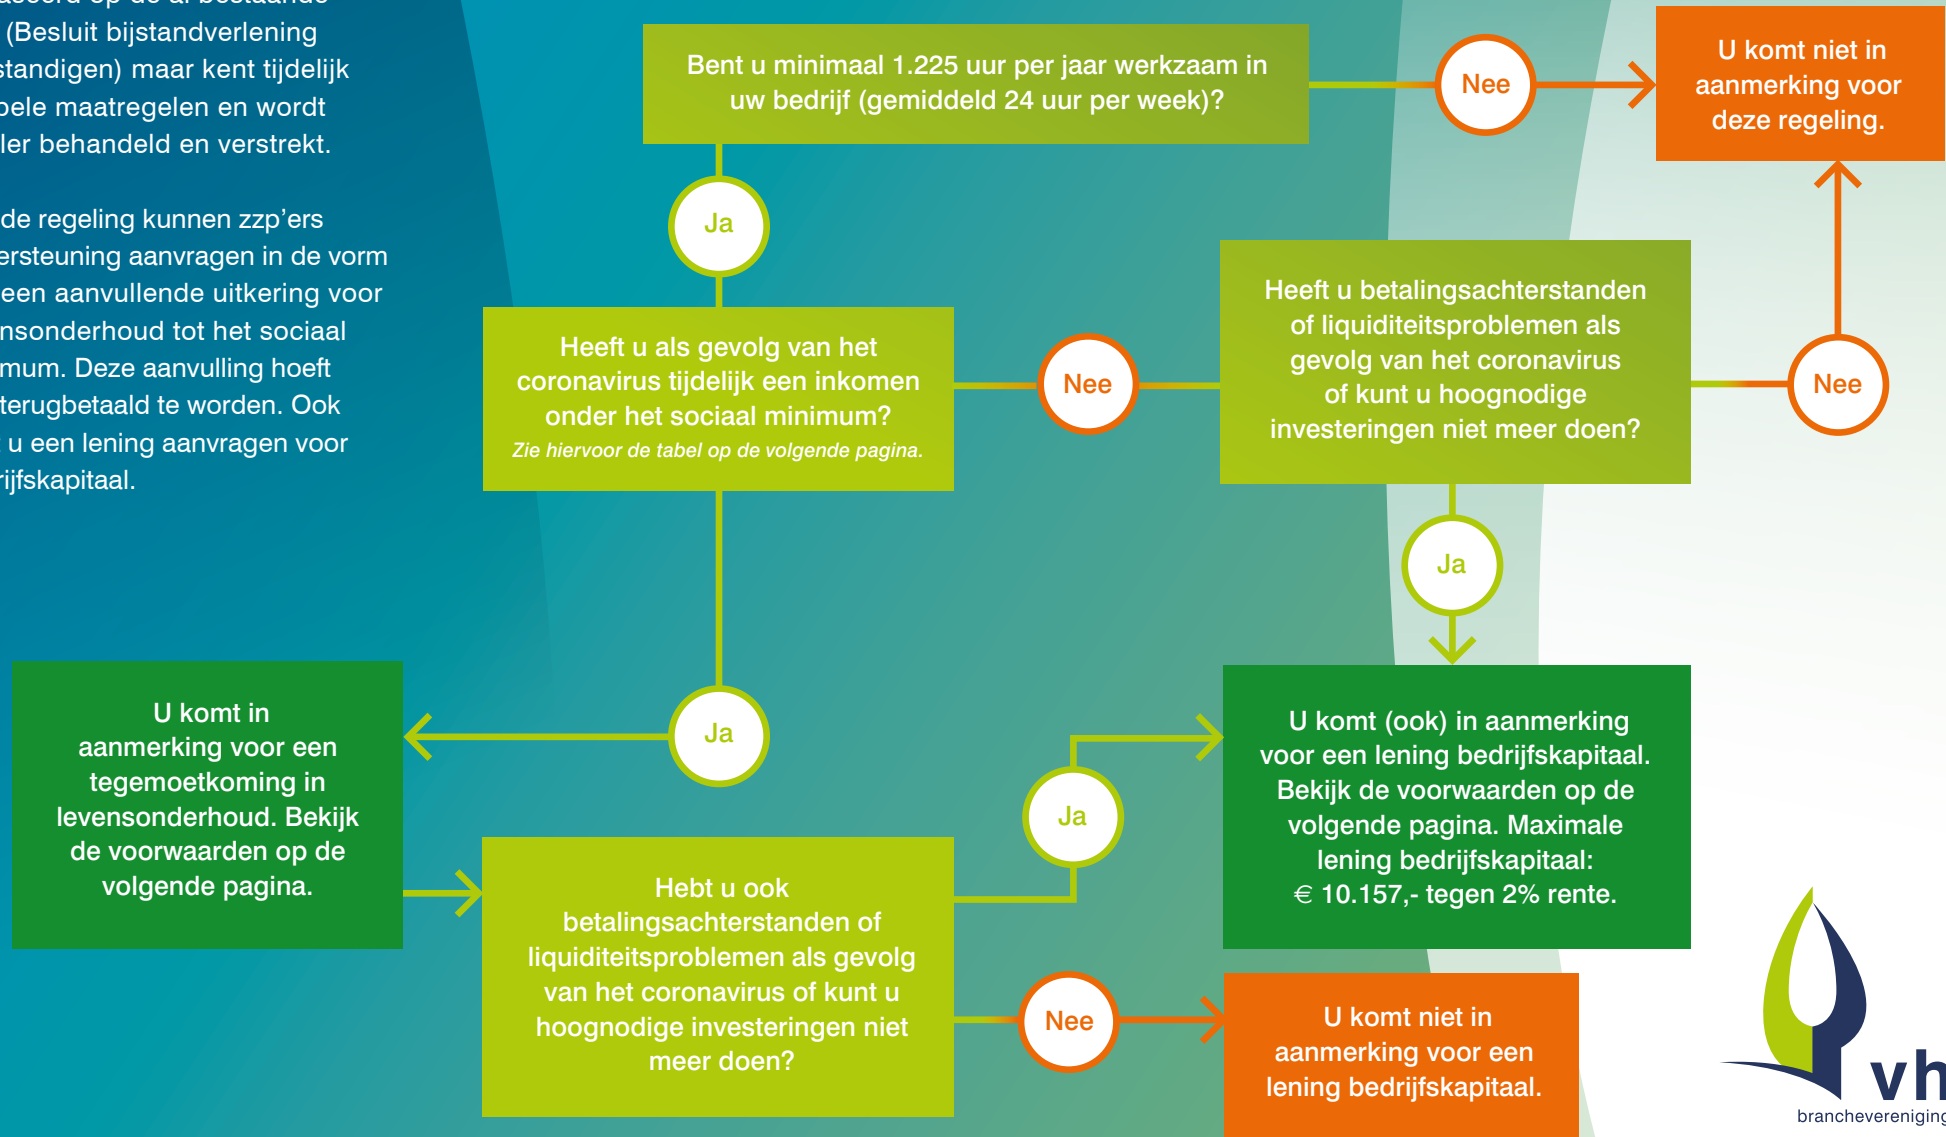 (Besluit bijstandverlening
maar kent tijdelijk
maatregelen en wordt
behandeld en verstrekt.
de regeling kunnen zzp'ers
aanvragen in de vorm
een aanvullende uitkering voor
tot het sociaal
Deze aanvulling hoeft
terugbetaald te worden. Ook
u een lening aanvragen voor
Bent u minimaal 1.225 uur per jaar werkzaam in
uw bedrijf (gemiddeld 24 uur per week)?
Nee
U komt niet in
aanmerking voor
deze regeling.
Ja
Heeft u als gevolg van het
coronavirus tijdelijk een inkomen
onder het sociaal minimum?
Zie hiervoor de tabel op de volgende pagina.
Nee
Heeft u betalingsachterstanden
of liquiditeitsproblemen als
gevolg van het coronavirus
of kunt u hoognodige
investeringen niet meer doen?
Nee
Ja
Ja
U komt in
aanmerking voor een
tegemoetkoming in
levensonderhoud. Bekijk
de voorwaarden op de
volgende pagina.
Hebt u ook
betalingsachterstanden of
liquiditeitsproblemen als gevolg
van het coronavirus of kunt u
hoognodige investeringen niet
meer doen?
Ja
U komt (ook) in aanmerking
voor een lening bedrijfskapitaal.
Bekijk de voorwaarden op de
volgende pagina. Maximale
lening bedrijfskapitaal:
€ 10.157,- tegen 2% rente.
Nee
U komt niet in
aanmerking voor een
lening bedrijfskapitaal.
vh
branchevereniging